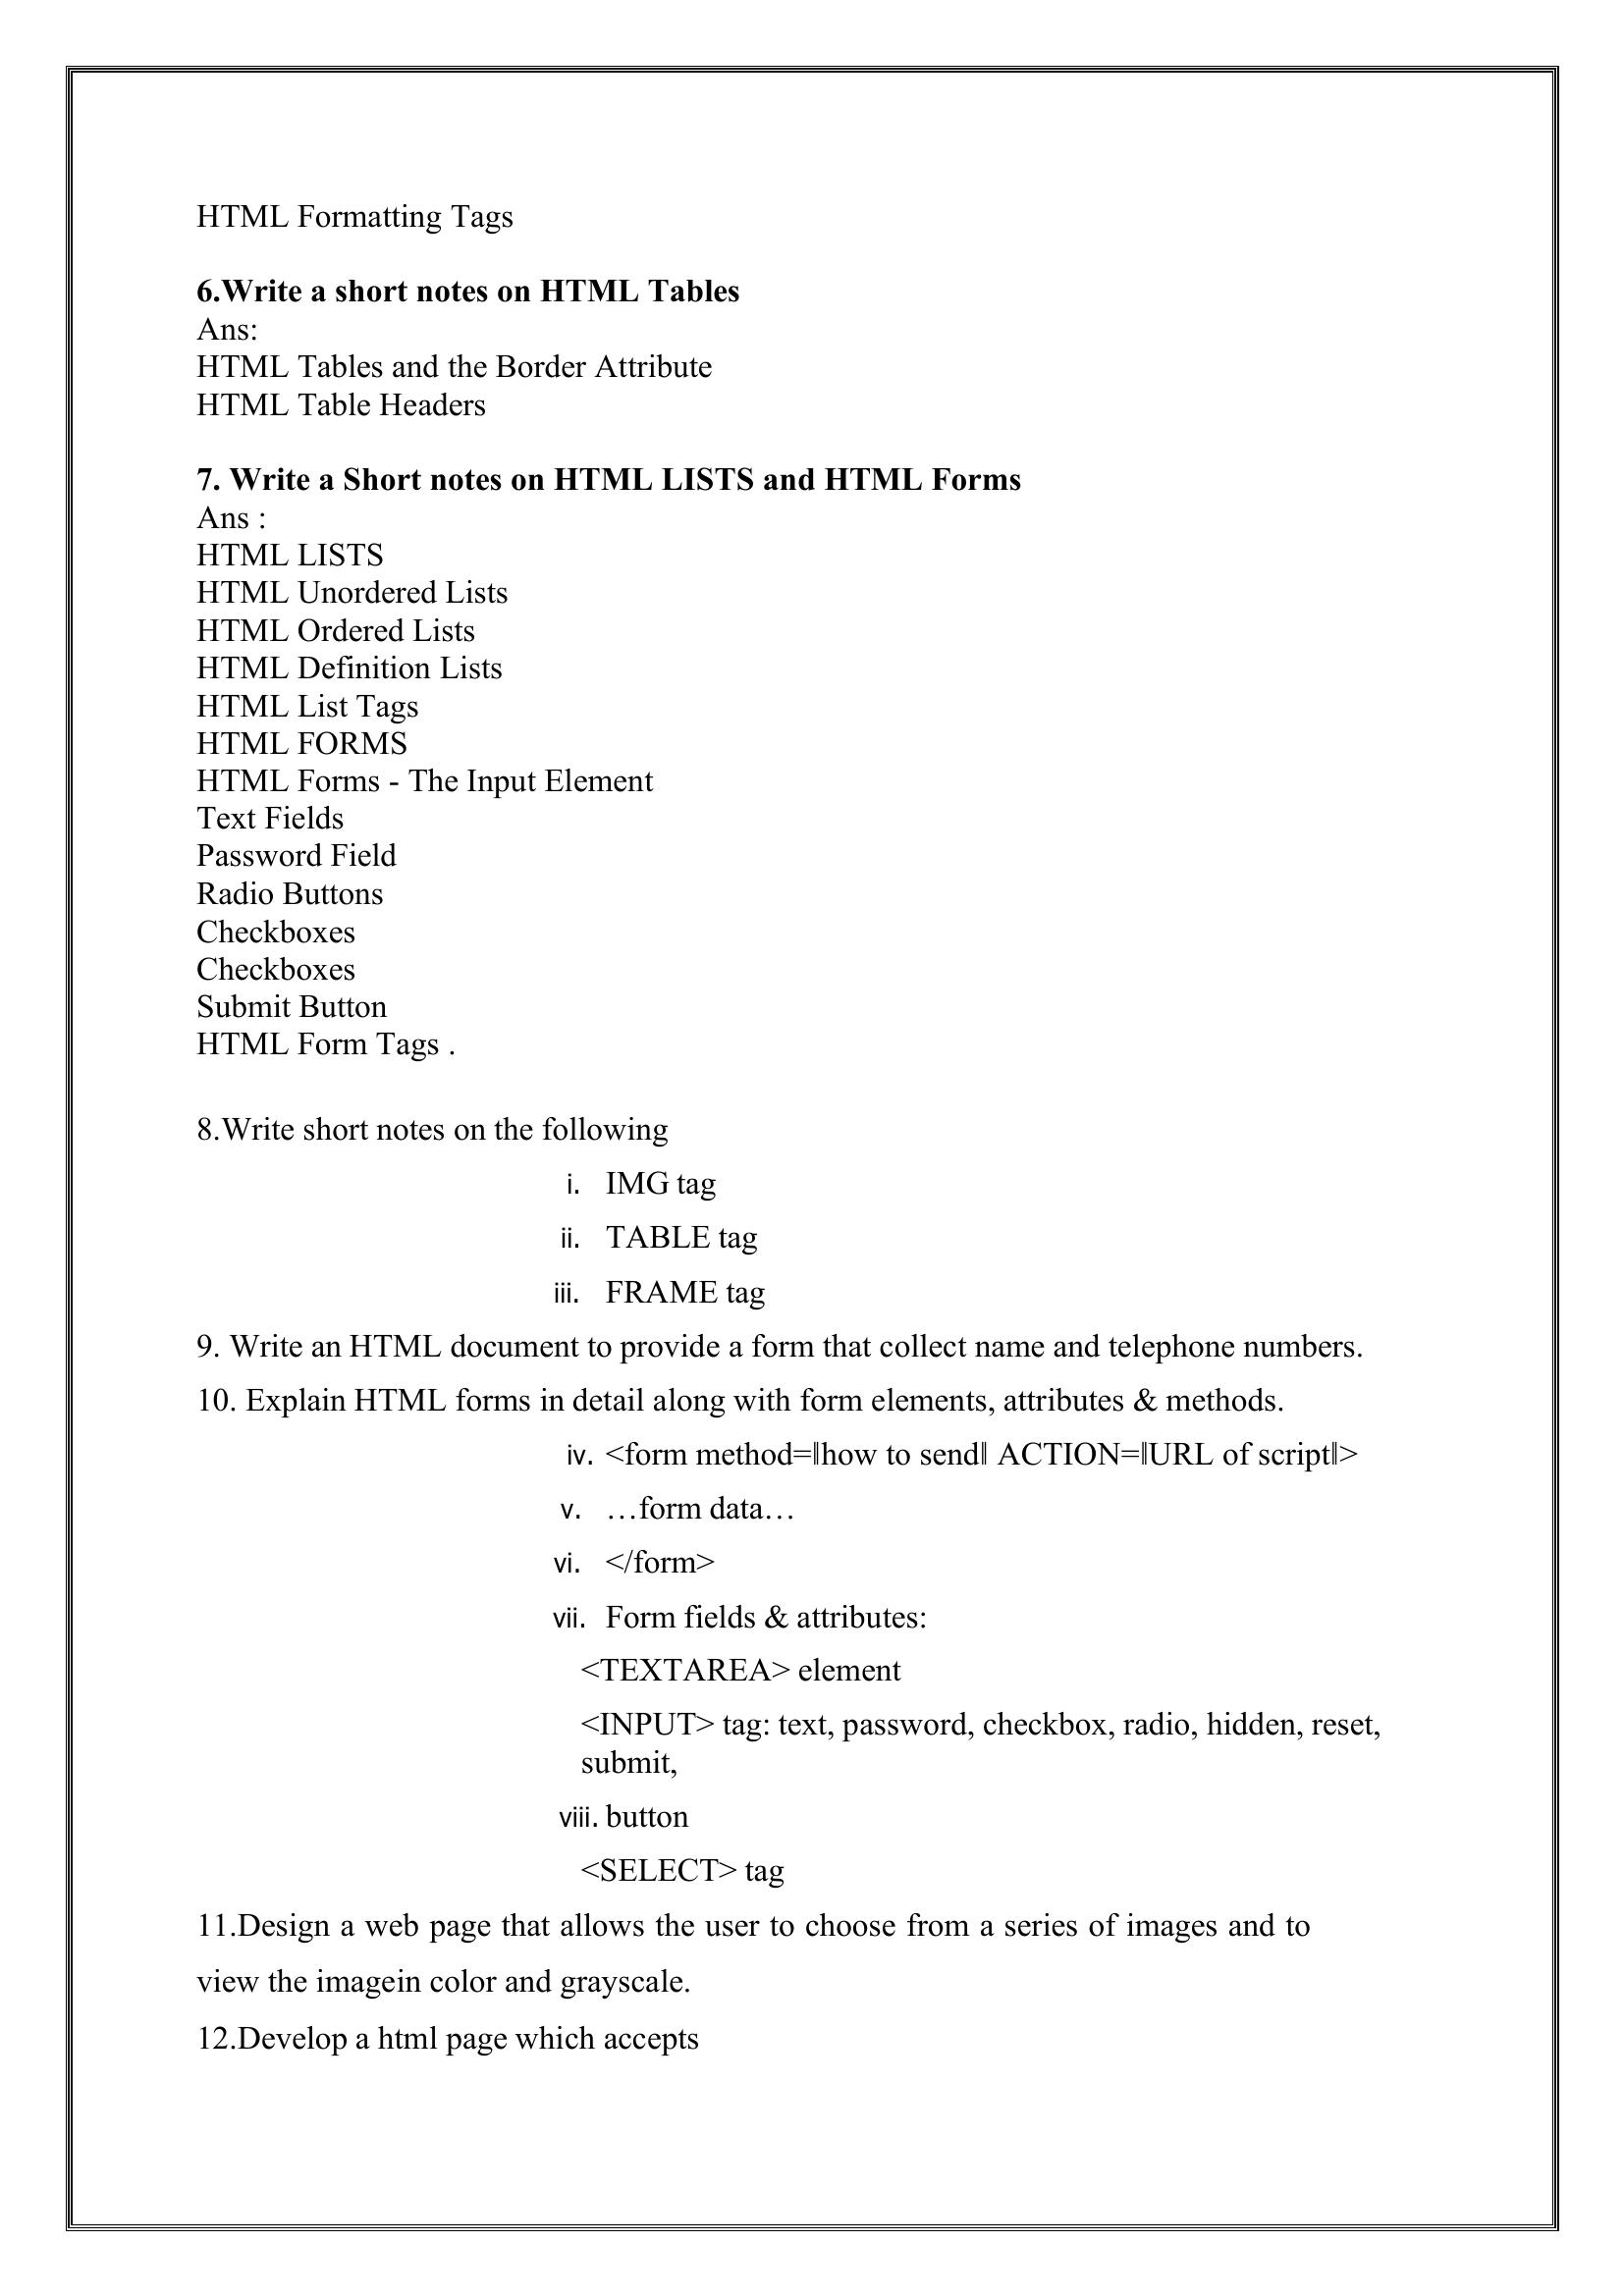 HTML Formatting Tags
6.Write a short notes on HTML Tables
Ans:
HTML Tables and the Border Attribute
HTML Table Headers
7. Write a Short notes on HTML LISTS and HTML Forms
Ans :
HTML LISTS
HTML Unordered Lists
HTML Ordered Lists
HTML Definition Lists
HTML List Tags
HTML FORMS
HTML Forms - The Input Element
Text Fields
Password Field
Radio Buttons
Checkboxes
Checkboxes
Submit Button
HTML Form Tags .
8.Write short notes on the following
i. IMG tag
ii. TABLE tag
iii. FRAME tag
9. Write an HTML document to provide a form that collect name and telephone numbers.
10. Explain HTML forms in detail along with form elements, attributes & methods.
iv. <form method=‖how to send‖ ACTION=‖URL of script‖>
v. …form data…
vi. </form>
vii. Form fields & attributes:
<TEXTAREA> element
<INPUT> tag: text, password, checkbox, radio, hidden, reset,
submit,
viii. button
<SELECT> tag
11.Design a web page that allows the user to choose from a series of images and to
view the imagein color and grayscale.
12.Develop a html page which accepts